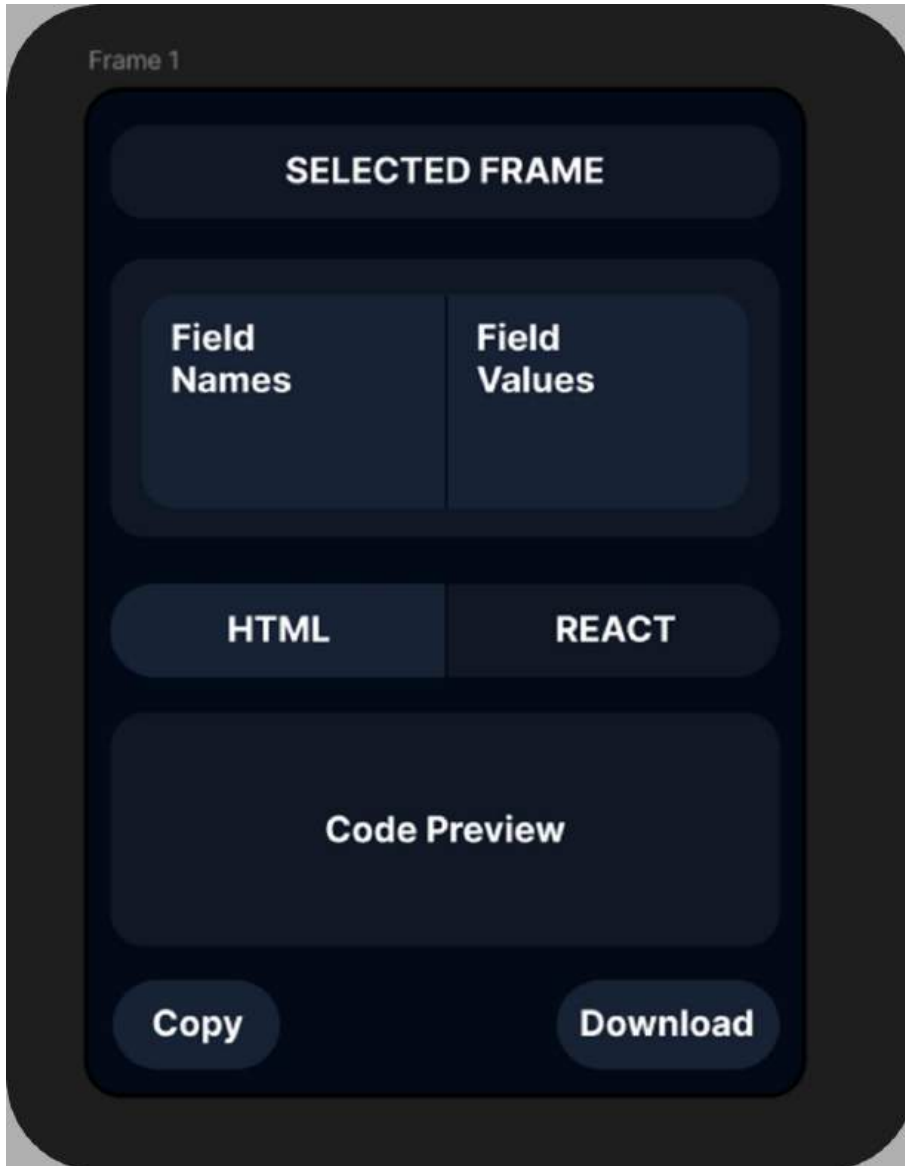 Frame 1
SELECTED FRAME
Field
Names
Field
Values
HTML
REACT
Code Preview
Copy
Download